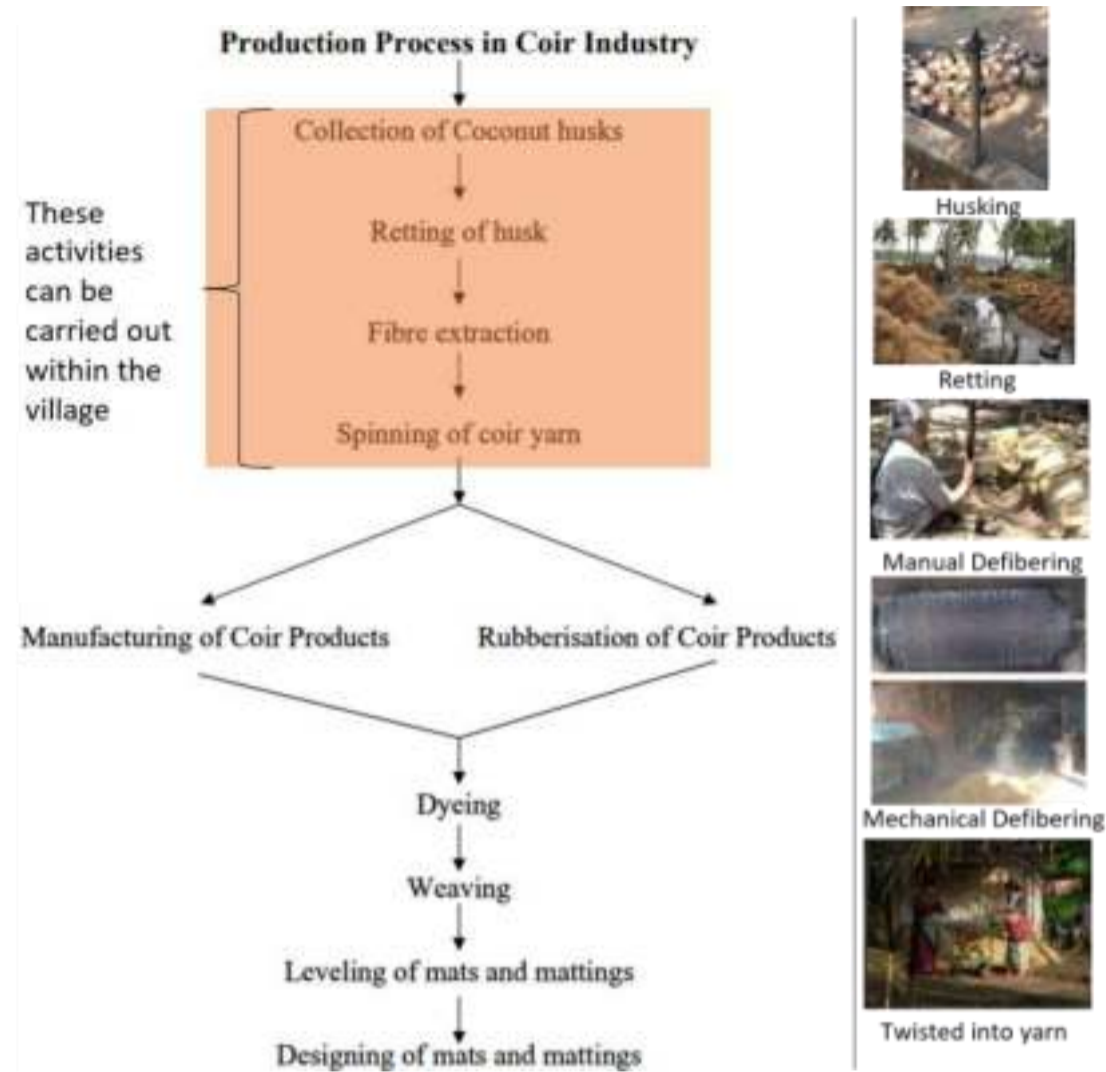 Production Process in Coir Industry
Collection of Coconut husks
These
activities
can be
carried out
within the
village
Retting of husk
Fibre extraction
Spinning of coir yarn
Manufacturing of Coir Products
Rubberisation of Coir Products
Dyeing
Weaving
Leveling of mats and mattings
Designing of mats and mattings
Husking
Retting
Manual Defibering
Mechanical Defibering
Twisted into yarn